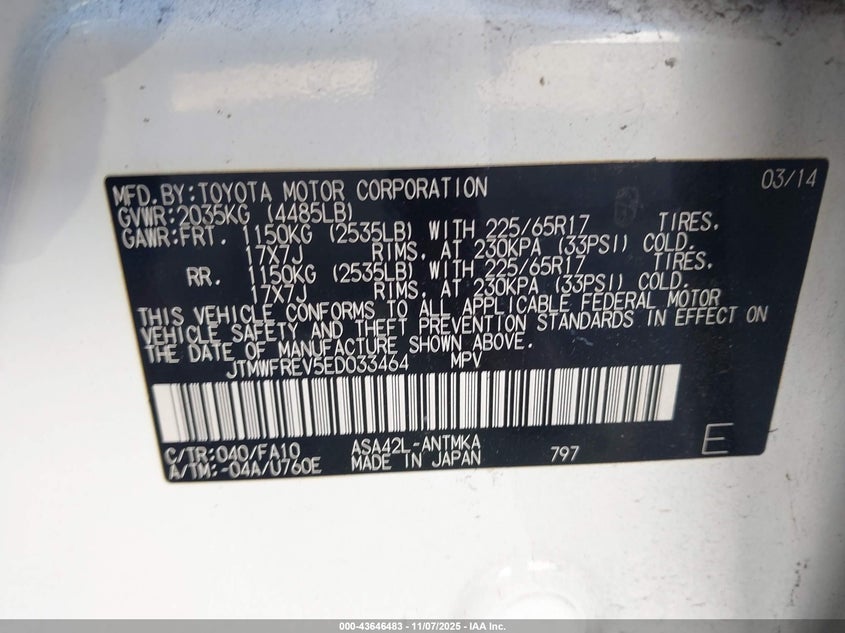 MFD.BY:TOYOTA MOTOR CORPORATION 03/14
GVWR:2035KG (4485LB)
GAWR:FRT. 1150KG (2535LB) WITH 225/65R17 TIRES.
17X7J RIMS, AT 230KPA (33PSI) COLD.
RR. 1150KG (2535LB) WITH 225/65R17 TIRES,
17X7J RIMS, AT 230KPA (33PSI) COLD.
THIS VEHICLE CONFORMS TO ALL APPLICABLE FEDERAL MOTOR
VEHICLE SAFETY AND THEFT PREVENTION STANDARDS IN EFFECT ON
THE DATE OF MANUFACTURE SHOWN ABOVE.
JTMWFREV5ED033464 MPV
C/TR:040/FA10 ASA42L-ANTMKA
A/TM:-04A/U760E MADE IN JAPAN 797 E
000-43646483 - 11/07/2025 - IAA Inc.